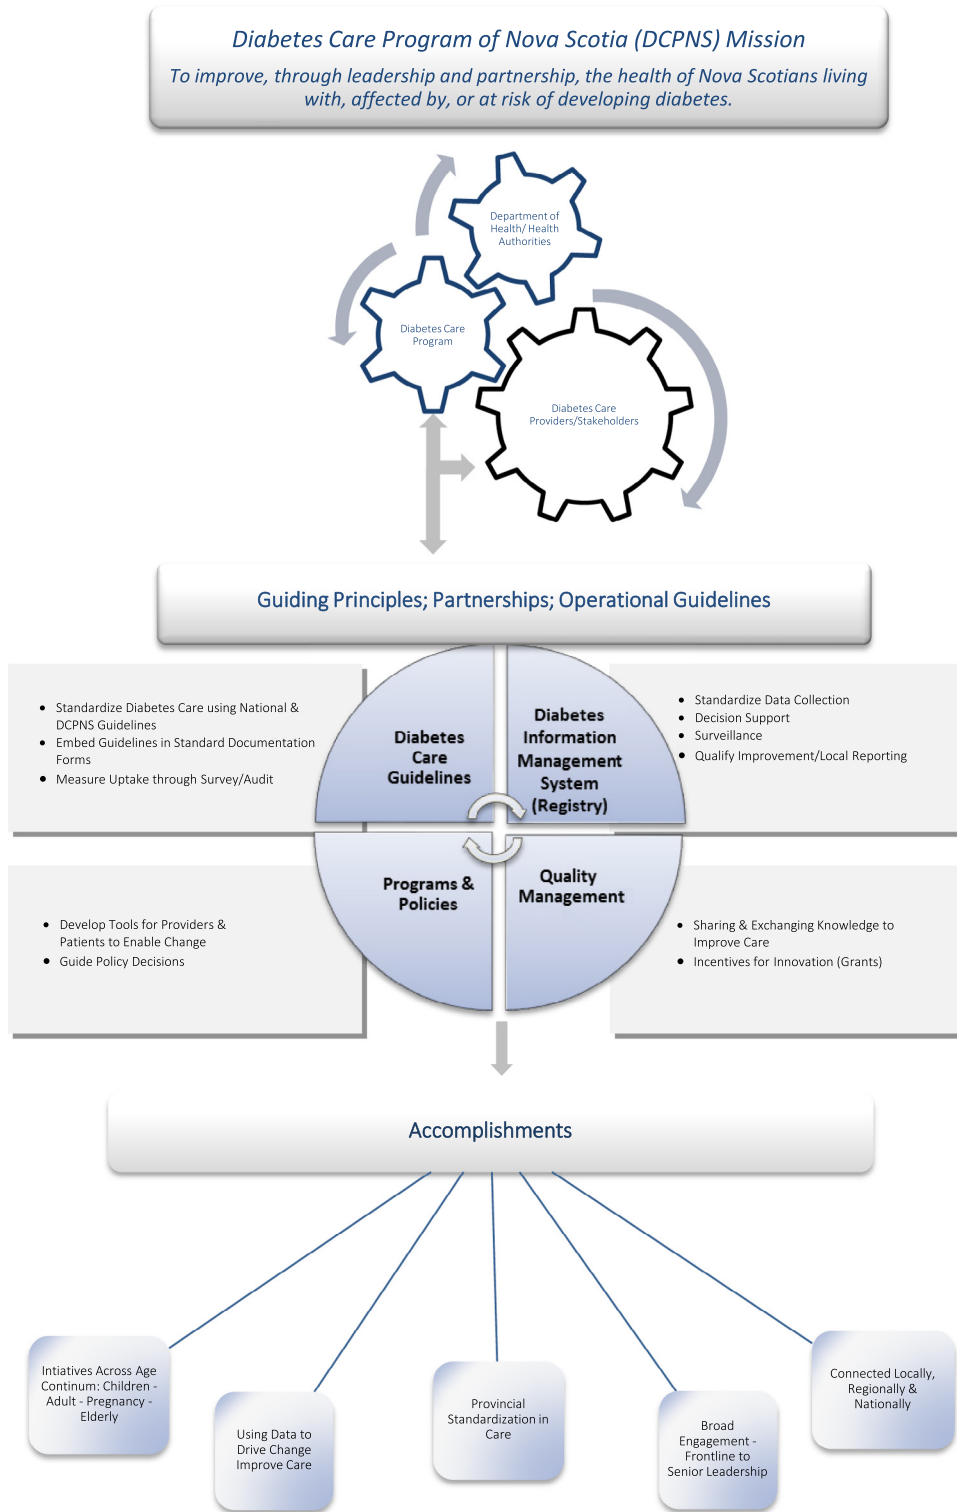 Diabetes Care Program of Nova Scotia (DCPNS) Mission
To improve, through leadership and partnership, the health of Nova Scotians living
with, affected by, or at risk of developing diabetes.
Department of
Health/ Health
Authorities
Diabetes Care
Program
Diabetes Care
Providers/Stakeholders
Guiding Principles; Partnerships; Operational Guidelines
• Standardize Diabetes Care using National &
DCPNS Guidelines
• Embed Guidelines in Standard Documentation
Forms
• Measure Uptake through Survey/Audit
Diabetes
Care
Guidelines
Diabetes
Information
Management
System
(Registry)
• Standardize Data Collection
• Decision Support
• Surveillance
• Qualify Improvement/Local Reporting
• Develop Tools for Providers &
Patients to Enable Change
• Guide Policy Decisions
Programs &
Policies
Quality
Management
• Sharing & Exchanging Knowledge to
Improve Care
• Incentives for Innovation (Grants)
Accomplishments
Intiatives Across Age
Continum: Children -
Adult - Pregnancy -
Elderly
Using Data to
Drive Change
Improve Care
Provincial
Standardization in
Care
Broad
Engagement -
Frontline to
Senior Leadership
Connected Locally,
Regionally &
Nationally